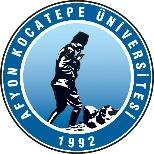 AFYON KOCATEPE ÜNİVERSİTESİ
1992